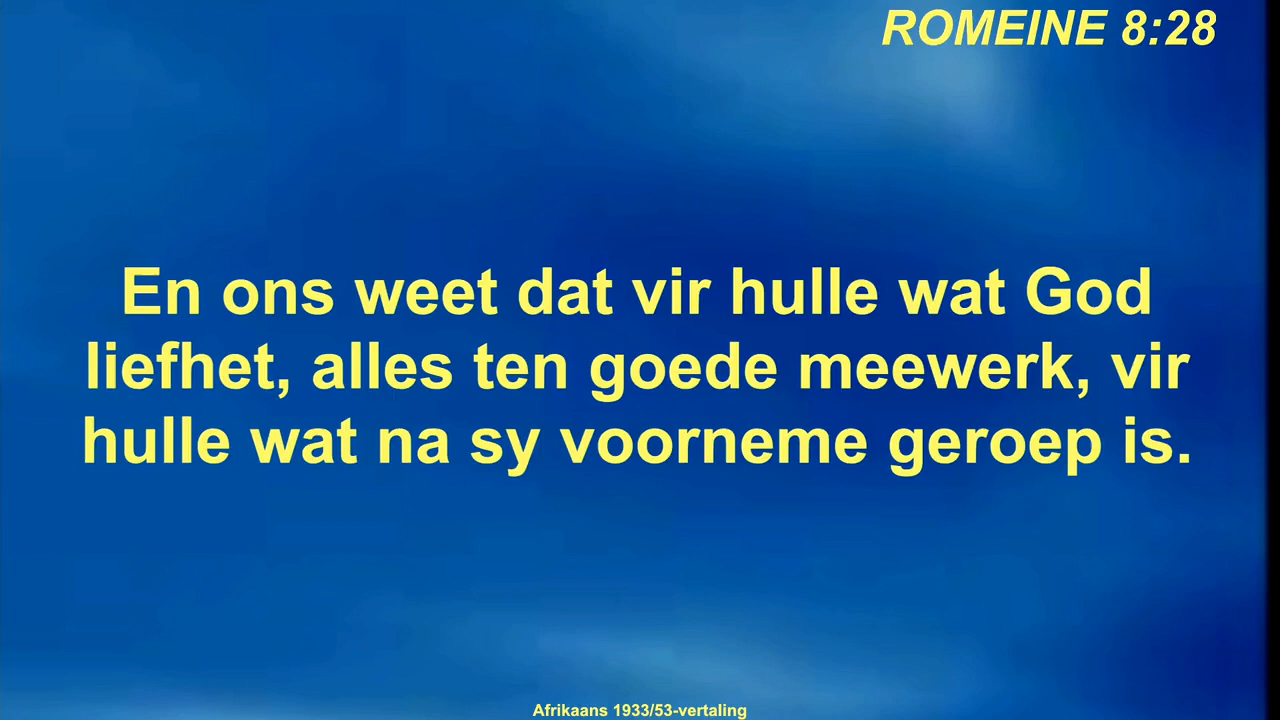 ROMEINE 8:28
En ons weet dat vir hulle wat God
liefhet, alles ten goede meewerk, vir
hulle wat na sy voorneme geroep is.
Afrikaans 1933/53-vertaling